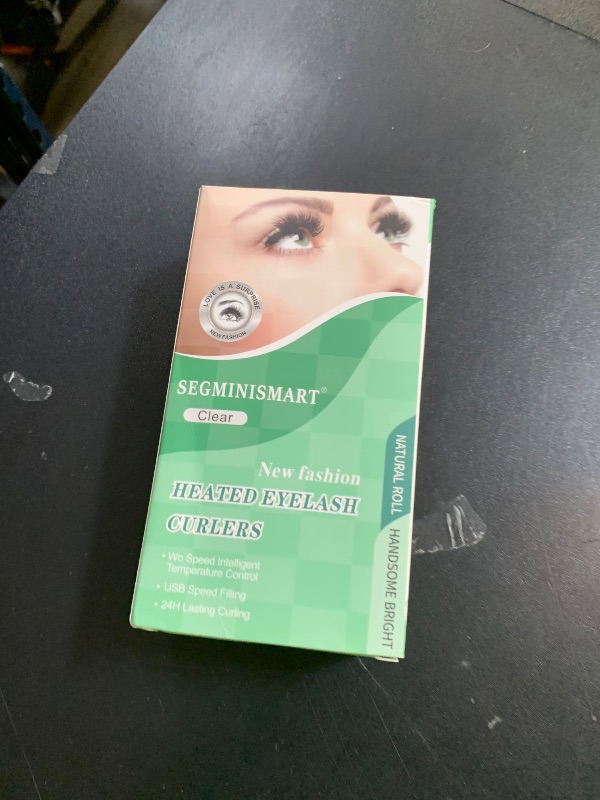 LOVE IS A SURPRISE
NEW FASHION
SEGMINISMART®
Clear
New fashion
HEATED EYELASH
CURLERS
• Wo Speed Intelligent
Temperature Control
• USB Speed Filling
• 24H Lasting Curling
NATURAL ROLL HANDSOME BRIGHT